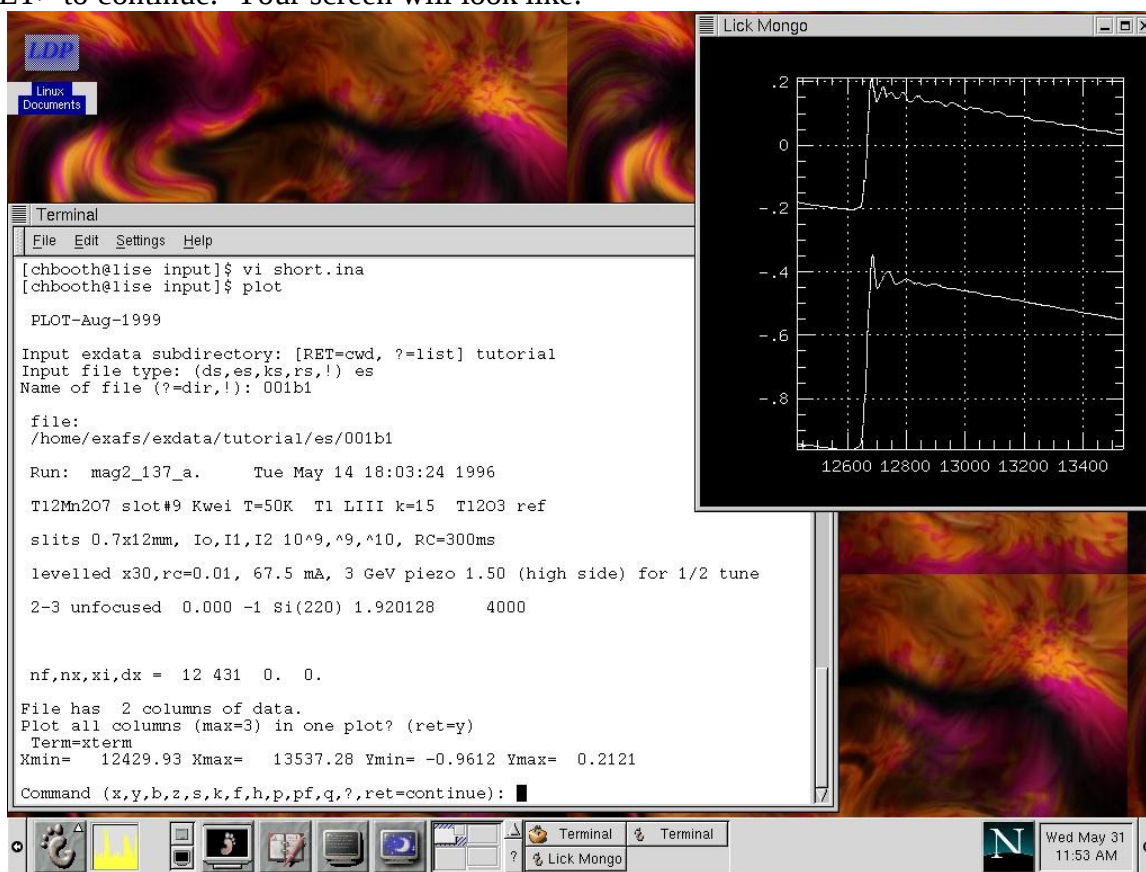 to continue. Your screen will look like:
LDP
Linux
Documents
Lick Mongo
.2
0
-.2
-.4
-.6
-.8
12600 12800 13000 13200 13400
Terminal
File Edit Settings Help
[chbooth@lise input]$ vi short.ina
[chbooth@lise input]$ plot
PLOT-Aug-1999
Input exdata subdirectory: [RET=cwd, ?=list] tutorial
Input file type: (ds,es,ks,rs,!) es
Name of file (?=dir,!): 001b1
file:
/home/exafs/exdata/tutorial/es/001b1
Run: mag2_137_a. Tue May 14 18:03:24 1996
Tl2Mn2O7 slot#9 Kwei T=50K Tl LIII k=15 Tl2O3 ref
slits 0.7x12mm, Io,I1,I2 10^9,^9,^10, RC=300ms
levelled x30,rc=0.01, 67.5 mA, 3 GeV piezo 1.50 (high side) for 1/2 tune
2-3 unfocused 0.000 -1 Si(220) 1.920128 4000
nf,nx,xi,dx = 12 431 0. 0.
File has 2 columns of data.
Plot all columns (max=3) in one plot? (ret=y)
Term=xterm
Xmin= 12429.93 Xmax= 13537.28 Ymin= -0.9612 Ymax= 0.2121
Command (x,y,b,z,s,k,f,h,p,pf,q,?,ret=continue):
?
Terminal
Terminal
Lick Mongo
N
Wed May 31
11:53 AM